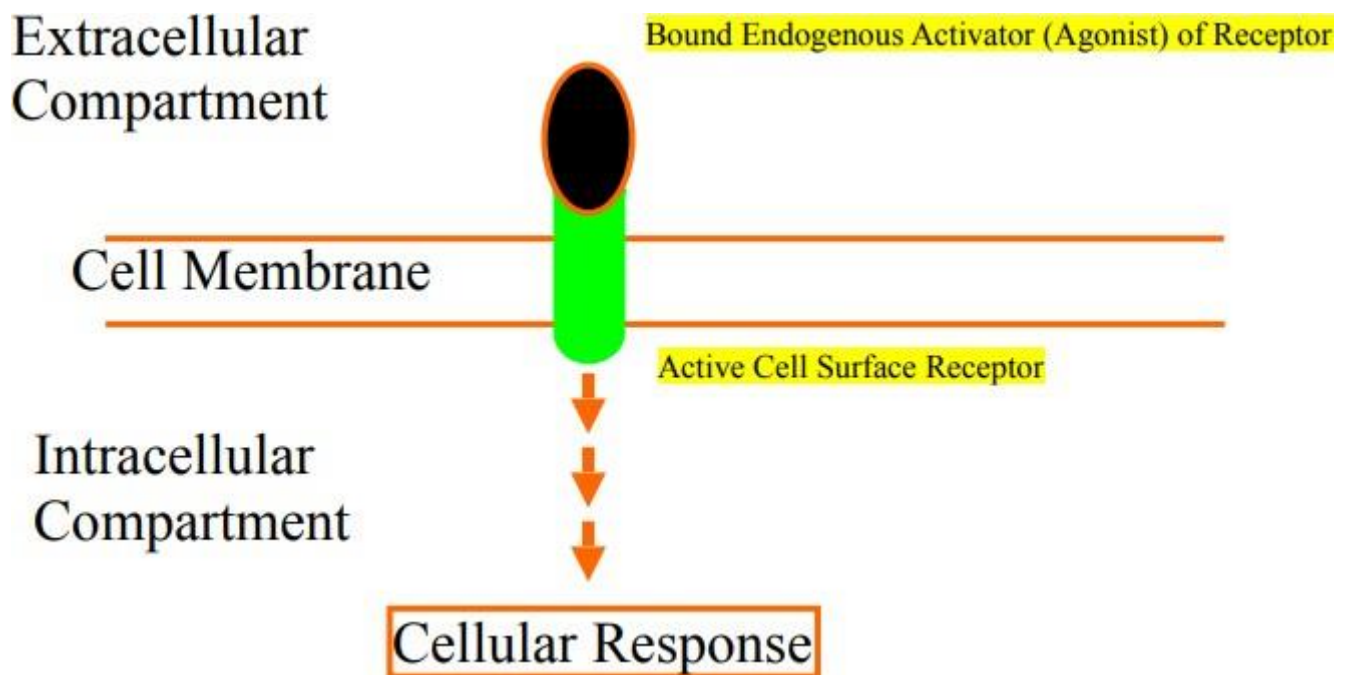 Extracellular
Compartment
Bound Endogenous Activator (Agonist) of Receptor
Cell Membrane
Active Cell Surface Receptor
Intracellular
Compartment
Cellular Response